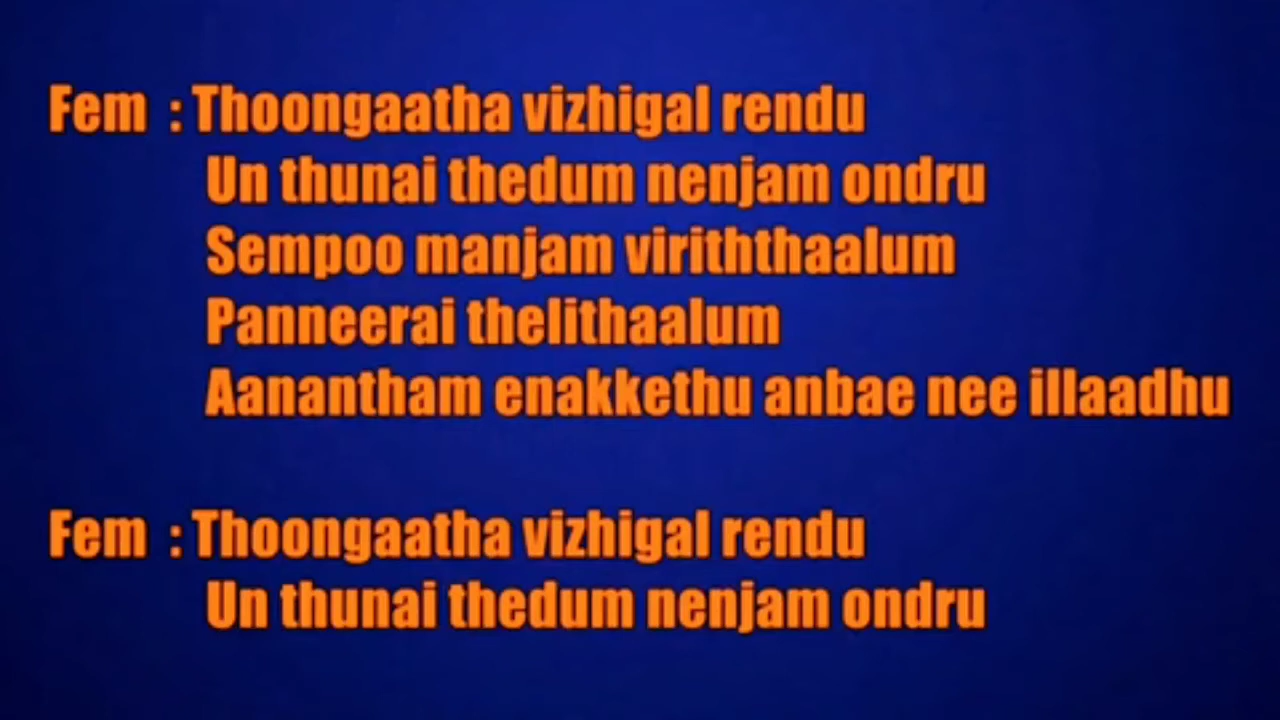 Fem : Thoongaatha vizhigal rendu
Un thunai thedum nenjam ondru
Sempoo manjam viriththaalum
Panneerai thelithaalum
Aanantham enakkethu anbae nee illaadhu
Fem : Thoongaatha vizhigal rendu
Un thunai thedum nenjam ondru